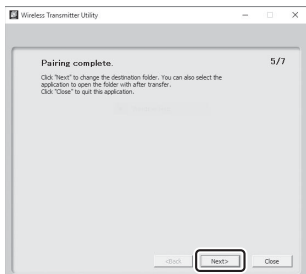 Wireless Transmitter Utility
Pairing complete.
5/7
Click "Next" to change the destination folder. You can also select the
application to open the folder with after transfer.
Click "Close" to quit this application.
<Back
Next>
Close